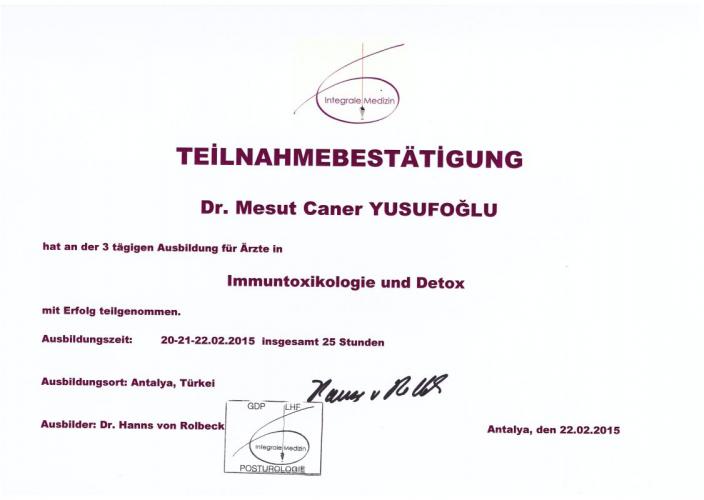 Integrale Medizin
TEİLNAHMEBESTÄTİGUNG
Dr. Mesut Caner YUSUFOĞLU
hat an der 3 tägigen Ausbildung für Ärzte in
Immuntoxikologie und Detox
mit Erfolg teilgenommen.
Ausbildungszeit: 20-21-22.02.2015 insgesamt 25 Stunden
Ausbildungsort: Antalya, Türkei
Hanns v Rolb
GDP LHF
Ausbilder: Dr. Hanns von Rolbeck
Integrale Medizin
POSTUROLOGIE
Antalya, den 22.02.2015